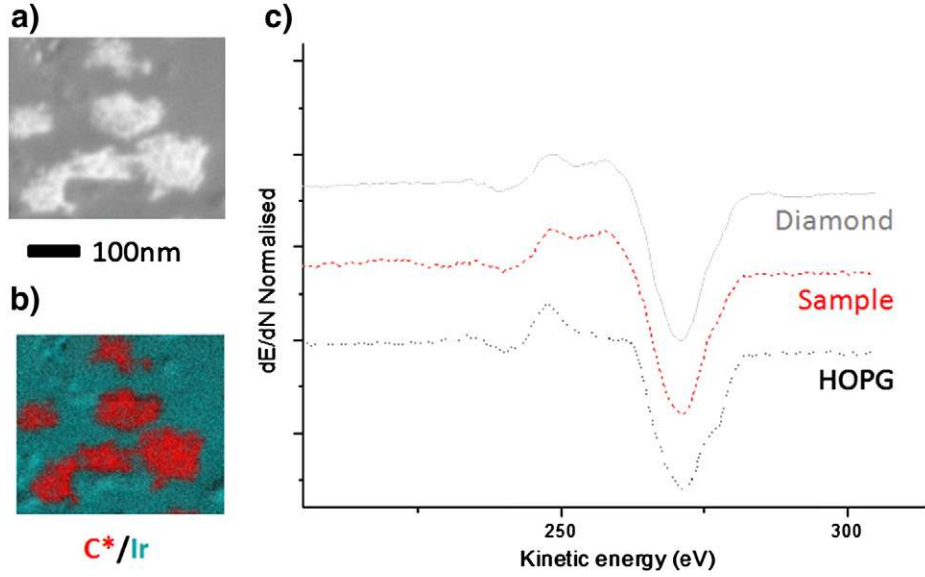 a)
100nm
b)
C*/Ir
c)
dE/dN Normalised
Diamond
Sample
HOPG
250
300
Kinetic energy (eV)